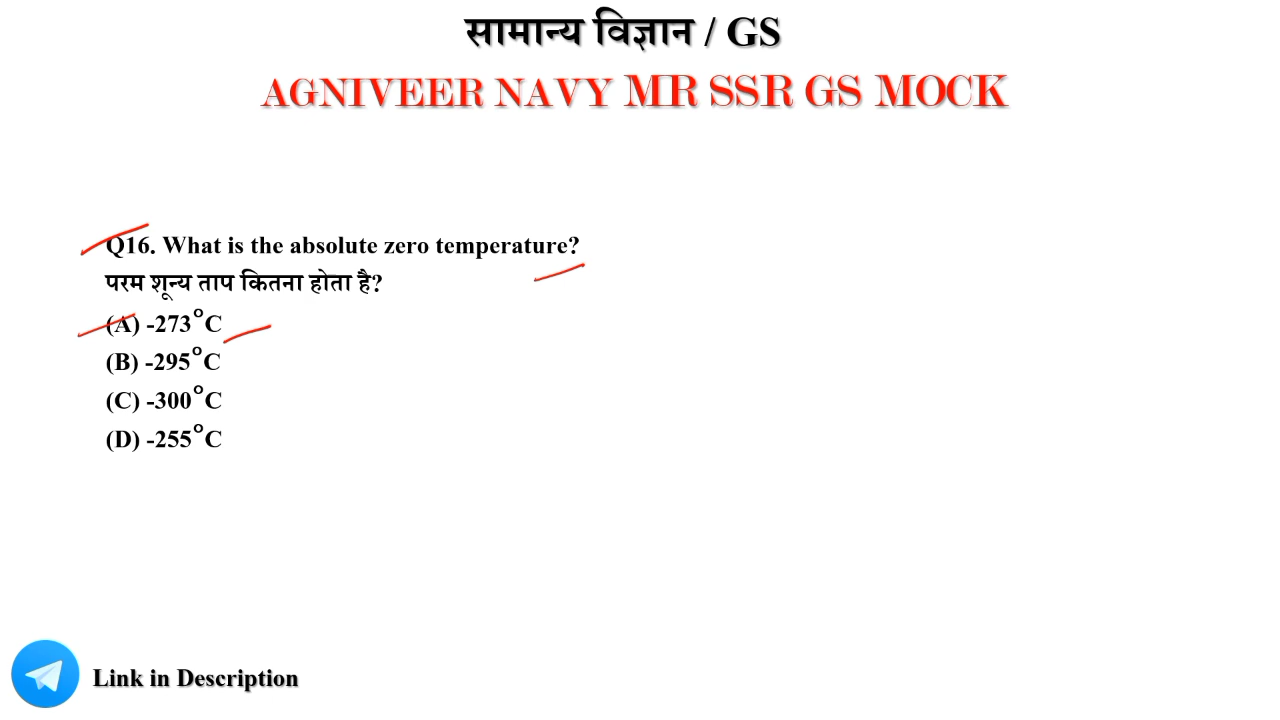 सामान्य विज्ञान / GS
AGNIVEER NAVY MR SSR GS MOCK
Q16. What is the absolute zero temperature?
परम शून्य ताप कितना होता है?
(A) -273°C
(B) -295°C
(C) -300°C
(D) -255°C
Link in Description